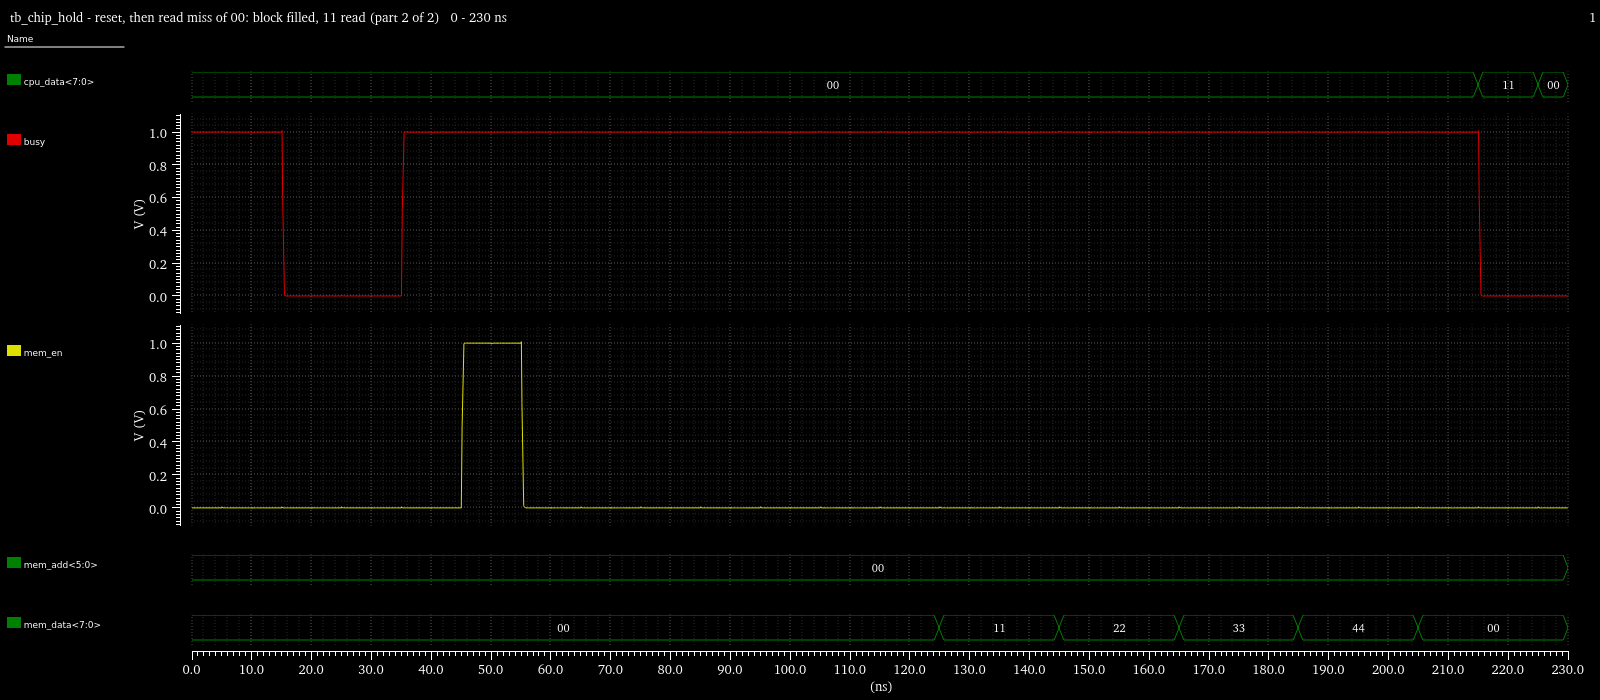 tb_chip_hold - reset, then read miss of 00: block filled, 11 read (part 2 of 2) 0 - 230 ns
1
Name
cpu_data<7:0>
00
11
00
busy
V (V)
1.0
0.8
0.6
0.4
0.2
0.0
mem_en
V (V)
1.0
0.8
0.6
0.4
0.2
0.0
mem_add<5:0>
00
mem_data<7:0>
00
11
22
33
44
00
0.0 10.0 20.0 30.0 40.0 50.0 60.0 70.0 80.0 90.0 100.0 110.0 120.0 130.0 140.0 150.0 160.0 170.0 180.0 190.0 200.0 210.0 220.0 230.0
(ns)